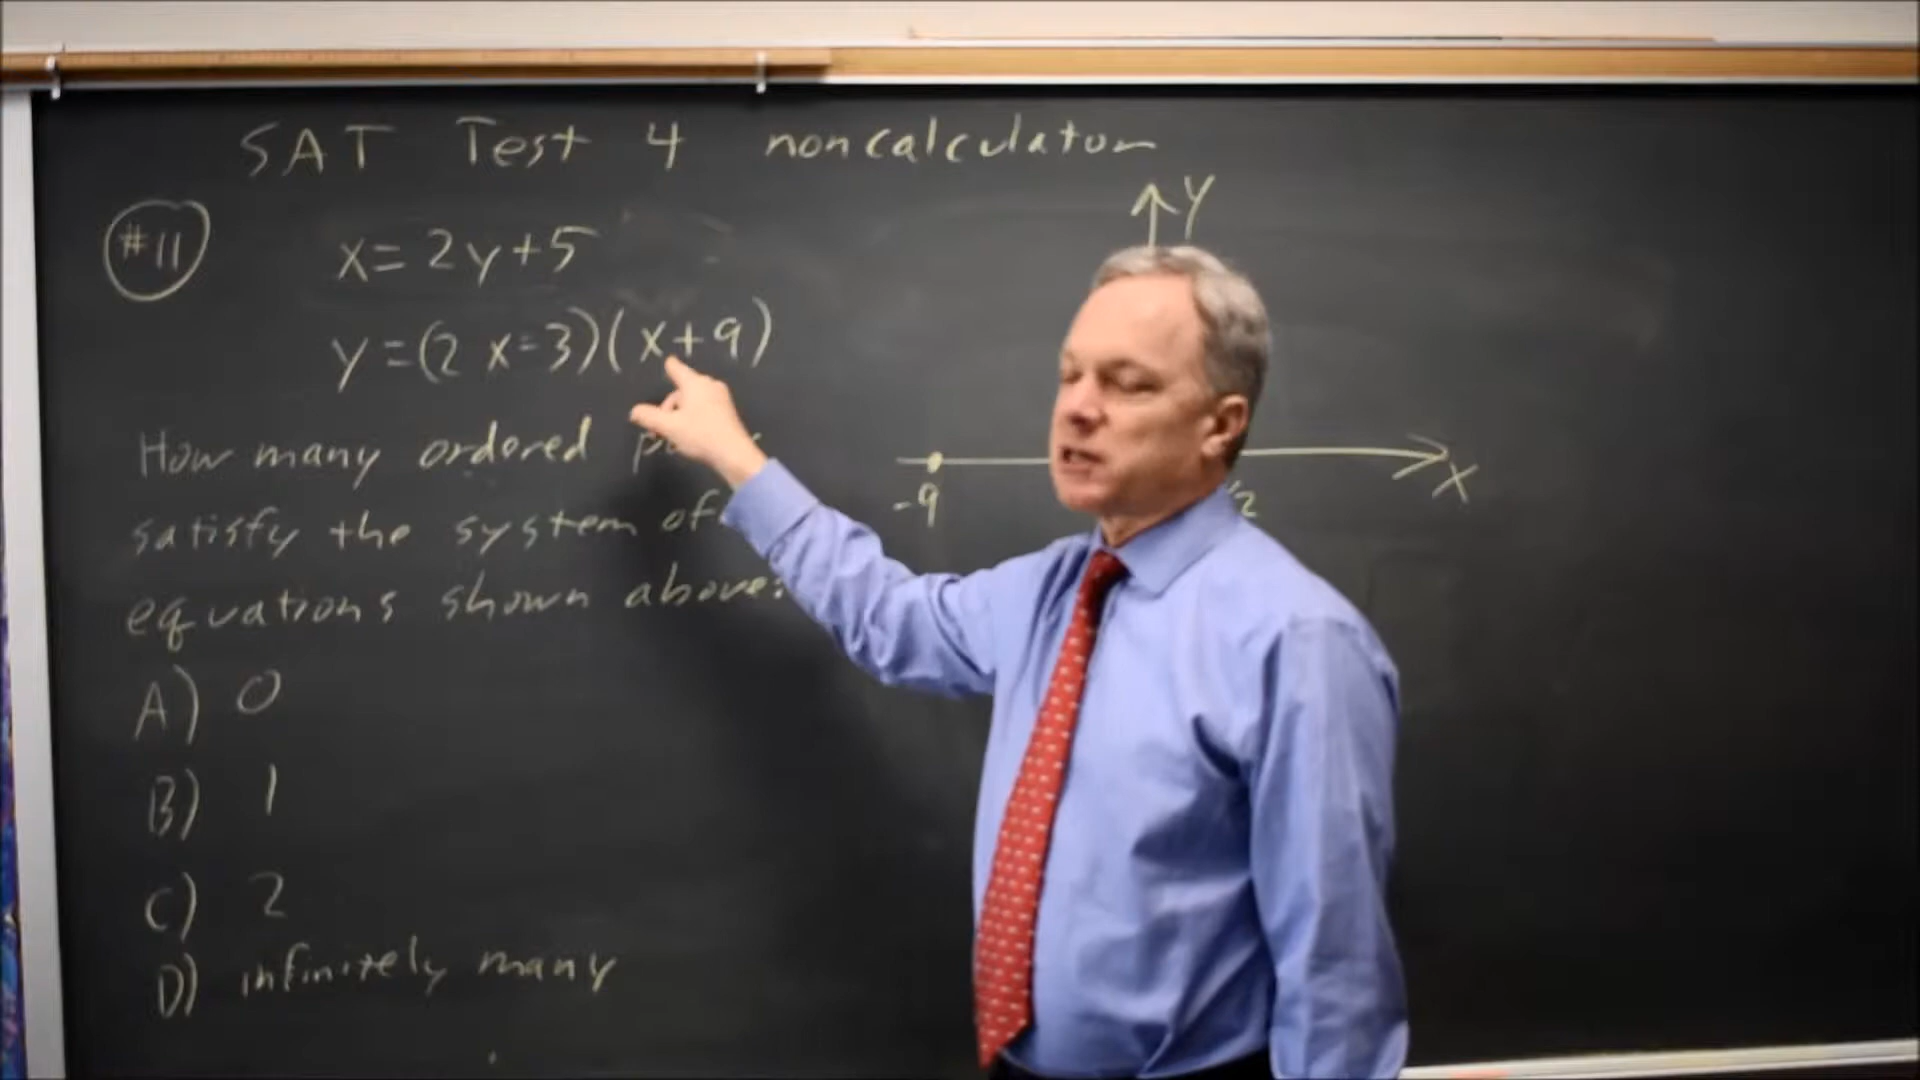 SAT Test 4 noncalculator
#11
x=2y+5
y=(2x-3)(x+9)
How many ordered
satisfy the system of
equations shown above?
A) 0
B) 1
C) 2
D) infinitely many
Y
-9
X